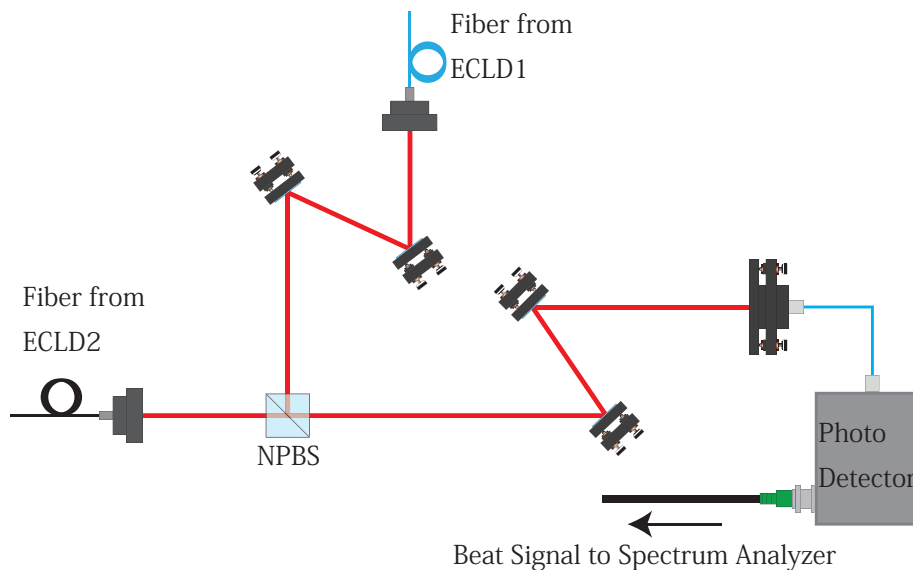 Fiber from
ECLD1
Fiber from
ECLD2
NPBS
Photo
Detector
Beat Signal to Spectrum Analyzer